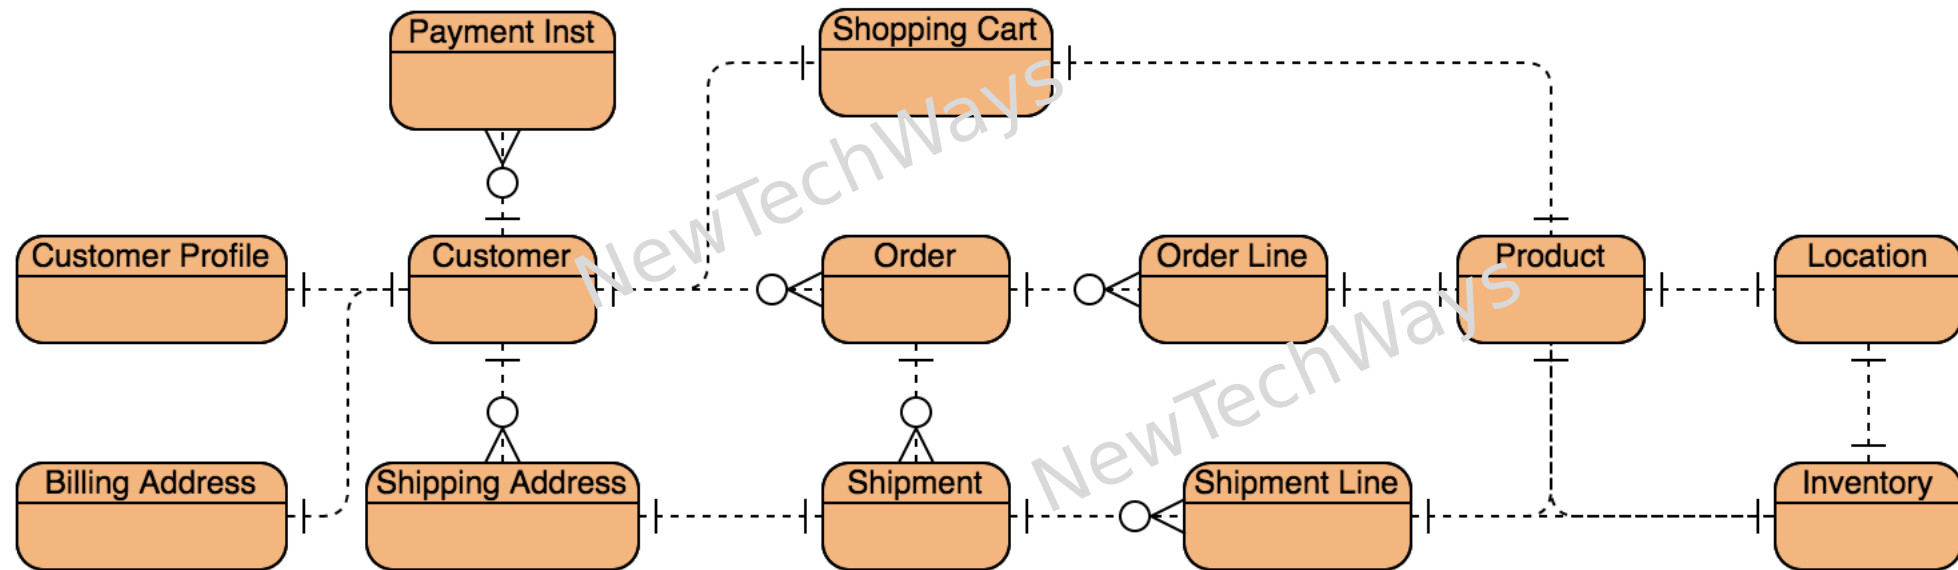 Payment Inst
Shopping Cart
NewTechWays
Customer Profile
Customer
Order
Order Line
Product
Location
NewTechWays
Billing Address
Shipping Address
Shipment
Shipment Line
Inventory